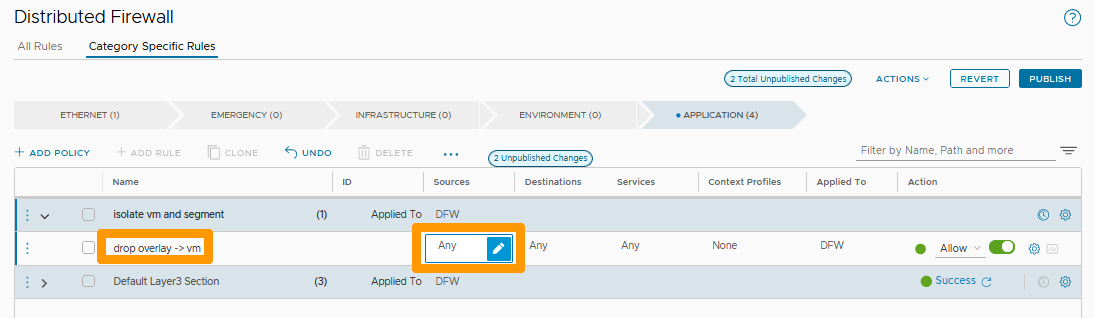 Distributed Firewall
?
All Rules Category Specific Rules
2 Total Unpublished Changes ACTIONS REVERT PUBLISH
ETHERNET (1) EMERGENCY (0) INFRASTRUCTURE (0) ENVIRONMENT (0) APPLICATION (4)
+ ADD POLICY + ADD RULE CLONE UNDO DELETE ... 2 Unpublished Changes Filter by Name, Path and more
Name ID Sources Destinations Services Context Profiles Applied To Action
isolate vm and segment (1) Applied To DFW
drop overlay -> vm Any Any Any None DFW Allow
Default Layer3 Section (3) Applied To DFW Success